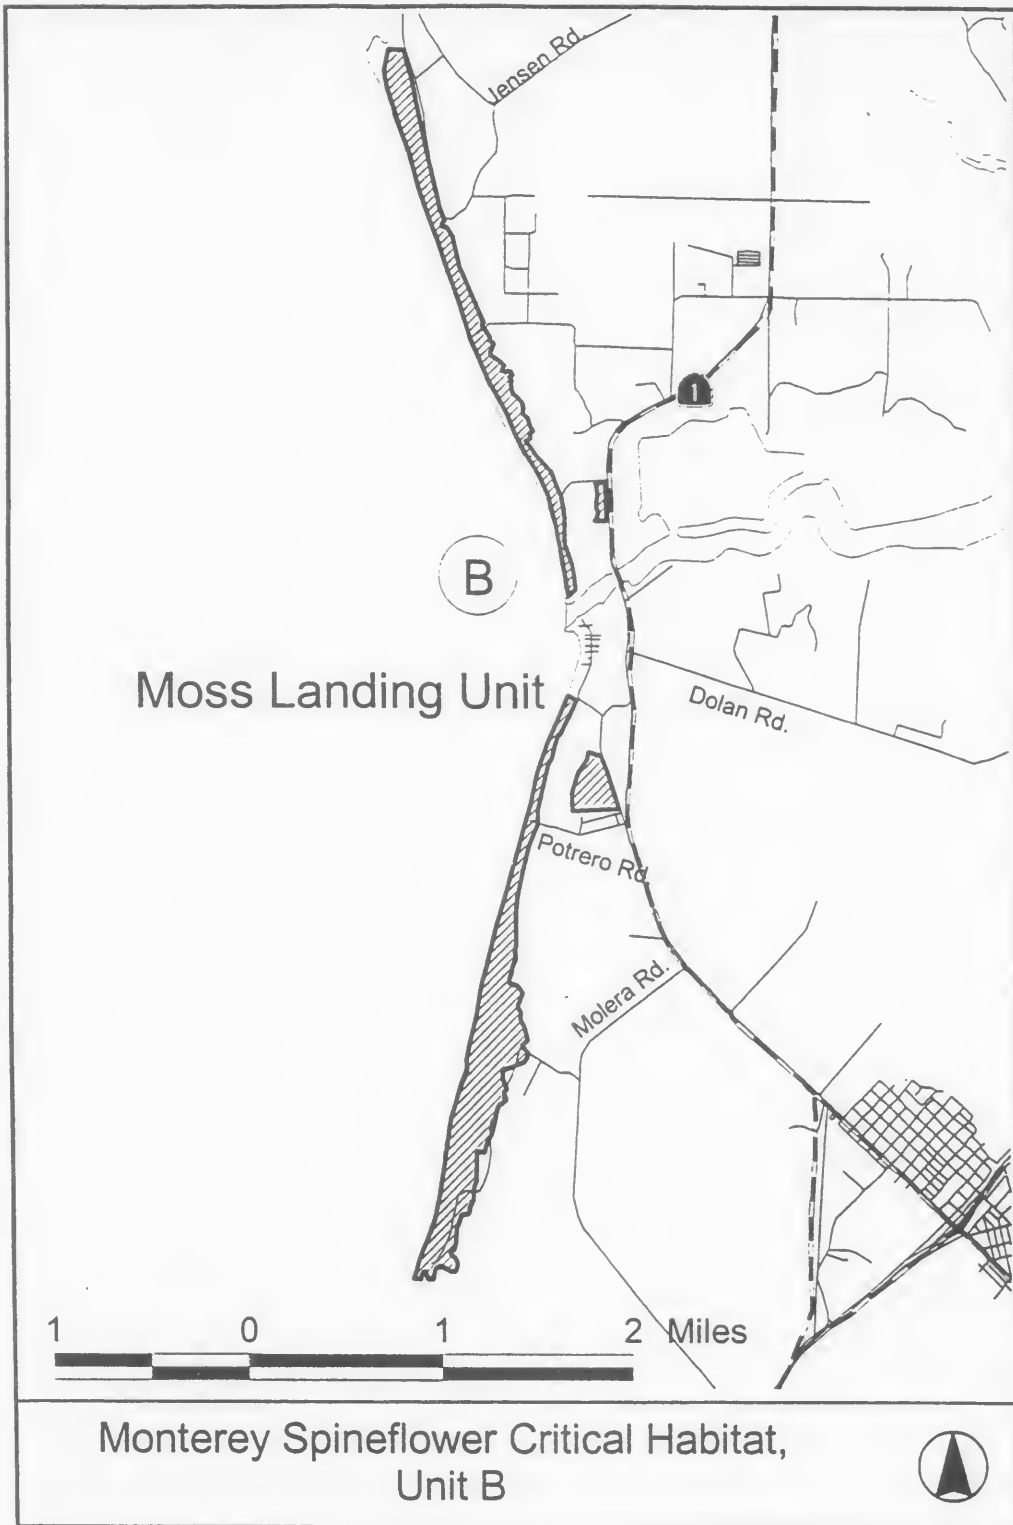 Jensen Rd.
1
B
Moss Landing Unit
Dolan Rd.
Potrero Rd.
Molera Rd.
1 0 1 2 Miles
Monterey Spineflower Critical Habitat,
Unit B